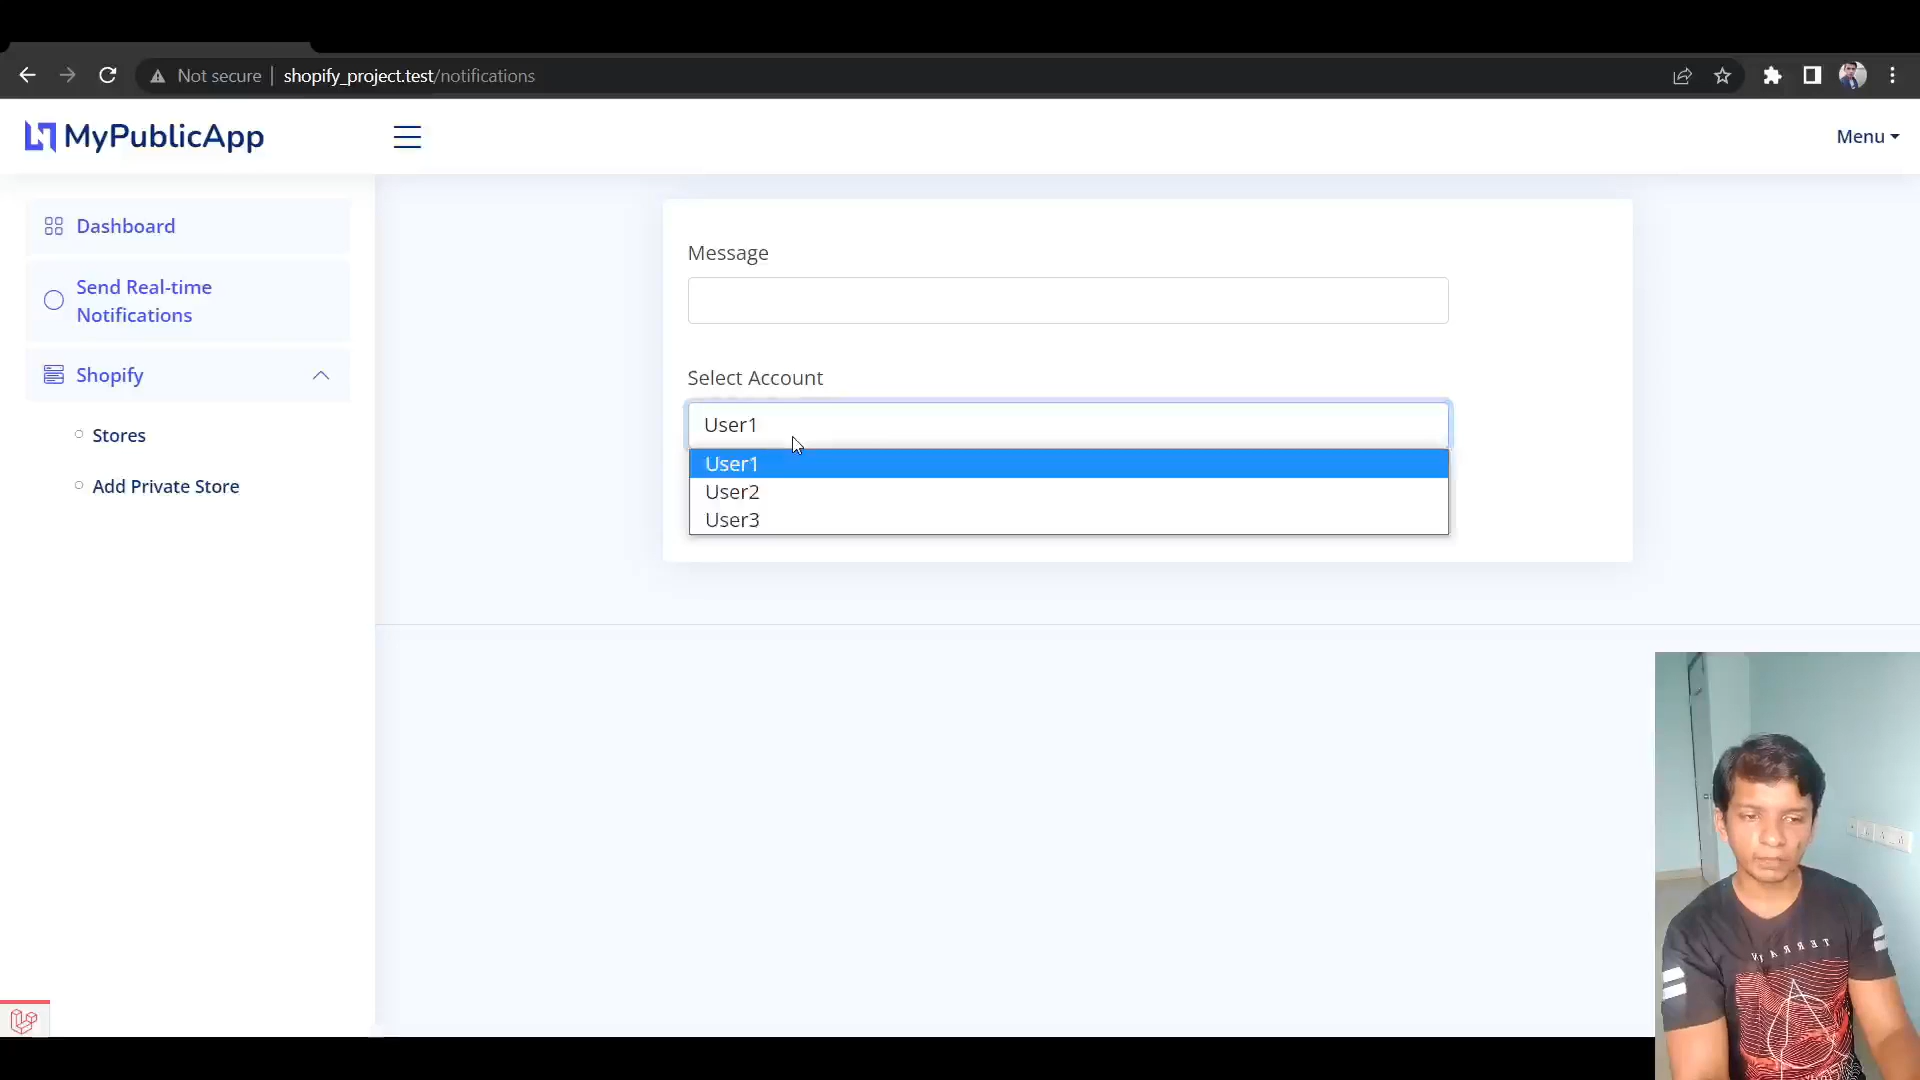 Not secure
shopify_project.test/notifications
MyPublicApp
Menu
Dashboard
Send Real-time
Notifications
Shopify
Stores
Add Private Store
Message
Select Account
User1
User1
User2
User3